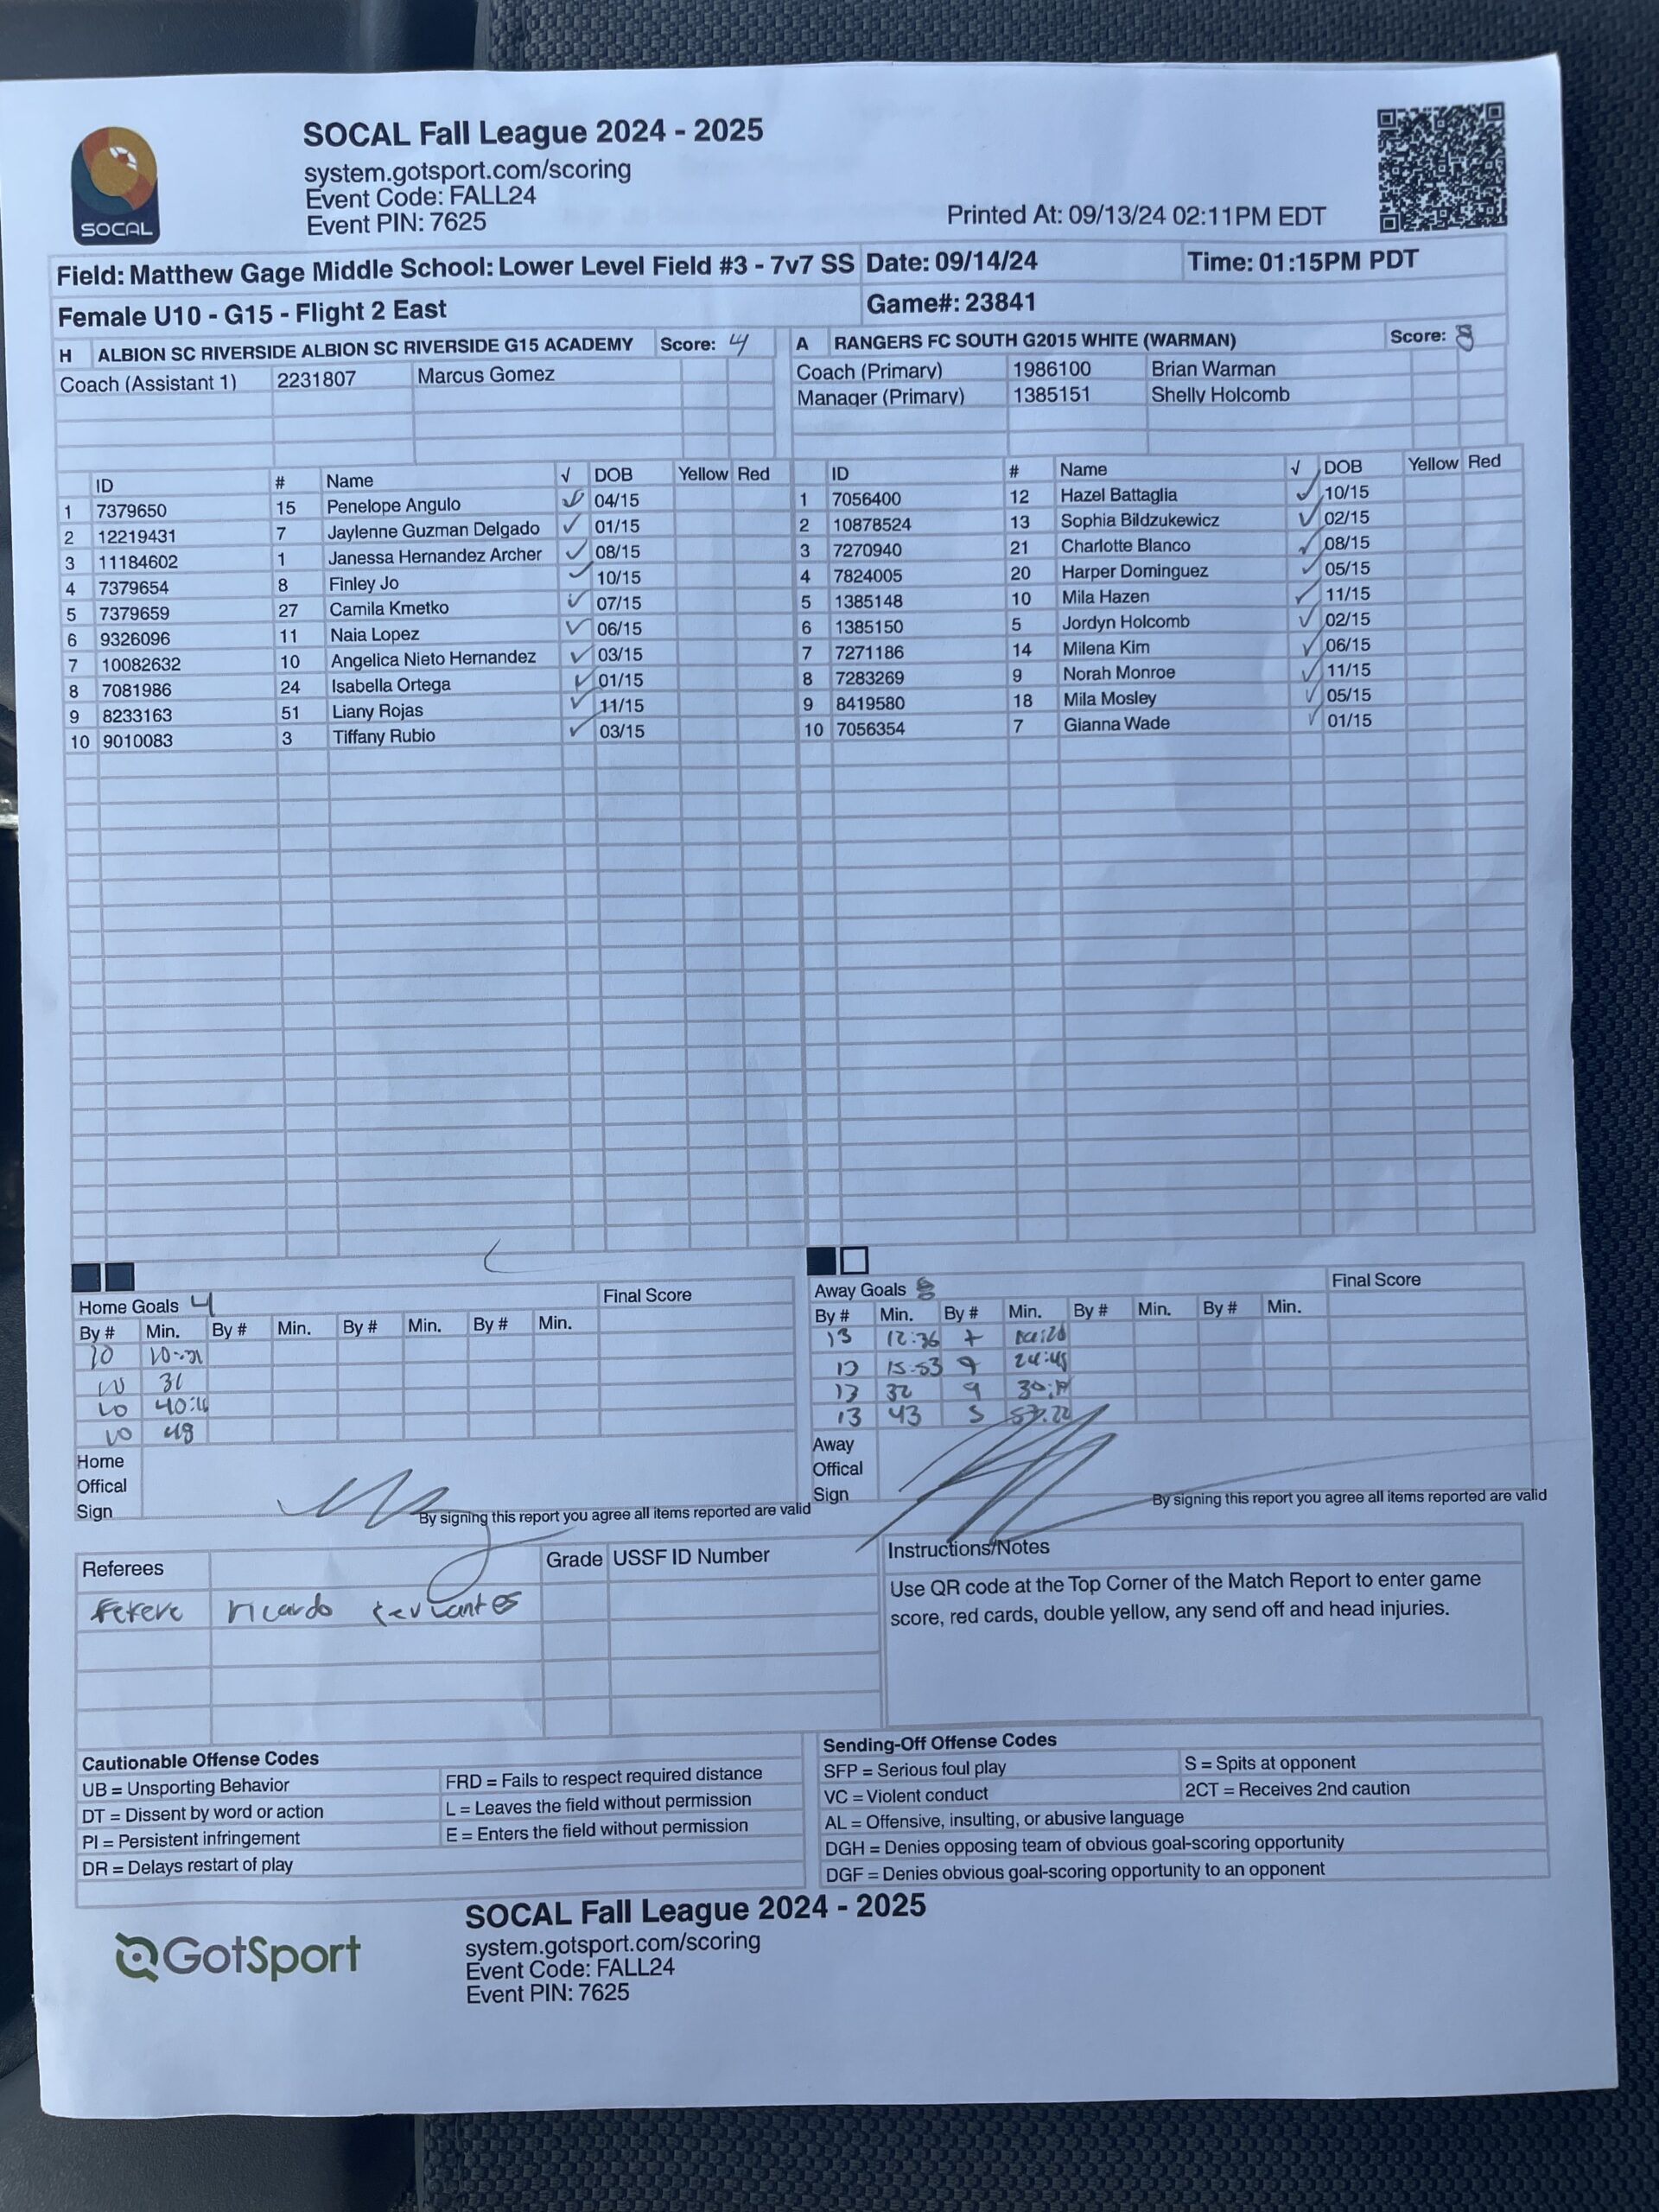 SOCAL Fall League 2024 - 2025
system.gotsport.com/scoring
Event Code: FALL24
Event PIN: 7625
Printed At: 09/13/24 02:11PM EDT
SOCAL
Field: Matthew Gage Middle School: Lower Level Field #3 - 7v7 SS Date: 09/14/24 Time: 01:15PM PDT
Female U10 - G15 - Flight 2 East Game#: 23841
H ALBION SC RIVERSIDE ALBION SC RIVERSIDE G15 ACADEMY Score: 4
Coach (Assistant 1) 2231807 Marcus Gomez
A RANGERS FC SOUTH G2015 WHITE (WARMAN) Score: 8
Coach (Primary) 1986100 Brian Warman
Manager (Primary) 1385151 Shelly Holcomb
ID # Name √ DOB Yellow Red
1 7379650 15 Penelope Angulo ✓ 04/15
2 12219431 7 Jaylenne Guzman Delgado ✓ 01/15
3 11184602 1 Janessa Hernandez Archer ✓ 08/15
4 7379654 8 Finley Jo ✓ 10/15
5 7379659 27 Camila Kmetko ✓ 07/15
6 9326096 11 Naia Lopez ✓ 06/15
7 10082632 10 Angelica Nieto Hernandez ✓ 03/15
8 7081986 24 Isabella Ortega ✓ 01/15
9 8233163 51 Liany Rojas ✓ 11/15
10 9010083 3 Tiffany Rubio ✓ 03/15
ID # Name √ DOB Yellow Red
1 7056400 12 Hazel Battaglia ✓ 10/15
2 10878524 13 Sophia Bildzukewicz ✓ 02/15
3 7270940 21 Charlotte Blanco ✓ 08/15
4 7824005 20 Harper Dominguez ✓ 05/15
5 1385148 10 Mila Hazen ✓ 11/15
6 1385150 5 Jordyn Holcomb ✓ 02/15
7 7271186 14 Milena Kim ✓ 06/15
8 7283269 9 Norah Monroe ✓ 11/15
9 8419580 18 Mila Mosley ✓ 05/15
10 7056354 7 Gianna Wade ✓ 01/15
Home Goals 4 Final Score
By # Min. By # Min. By # Min. By # Min.
10
10
10 40:16
10 48
Home
Offical
Sign
By signing this report you agree all items reported are valid
Away Goals 8 Final Score
By # Min. By # Min. By # Min. By # Min.
13 12:36
13 15:53 9 24:45
13 32 9
13 43 5
Away
Offical
Sign
By signing this report you agree all items reported are valid
Referees Grade USSF ID Number
ricardo
Instructions/Notes
Use QR code at the Top Corner of the Match Report to enter game
score, red cards, double yellow, any send off and head injuries.
Cautionable Offense Codes
UB = Unsporting Behavior FRD = Fails to respect required distance
DT = Dissent by word or action L = Leaves the field without permission
PI = Persistent infringement E = Enters the field without permission
DR = Delays restart of play
Sending-Off Offense Codes
SFP = Serious foul play S = Spits at opponent
VC = Violent conduct 2CT = Receives 2nd caution
AL = Offensive, insulting, or abusive language
DGH = Denies opposing team of obvious goal-scoring opportunity
DGF = Denies obvious goal-scoring opportunity to an opponent
GotSport
SOCAL Fall League 2024 - 2025
system.gotsport.com/scoring
Event Code: FALL24
Event PIN: 7625